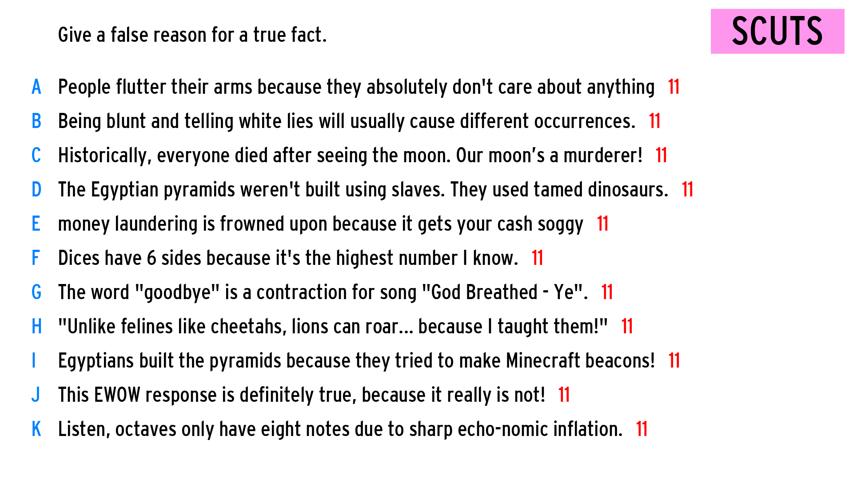 Give a false reason for a true fact.
SCUTS
A People flutter their arms because they absolutely don't care about anything 11
B Being blunt and telling white lies will usually cause different occurrences. 11
C Historically, everyone died after seeing the moon. Our moon’s a murderer! 11
D The Egyptian pyramids weren't built using slaves. They used tamed dinosaurs. 11
E money laundering is frowned upon because it gets your cash soggy 11
F Dices have 6 sides because it's the highest number I know. 11
G The word "goodbye" is a contraction for song "God Breathed - Ye". 11
H "Unlike felines like cheetahs, lions can roar... because I taught them!" 11
I Egyptians built the pyramids because they tried to make Minecraft beacons! 11
J This EWOW response is definitely true, because it really is not! 11
K Listen, octaves only have eight notes due to sharp echo-nomic inflation. 11